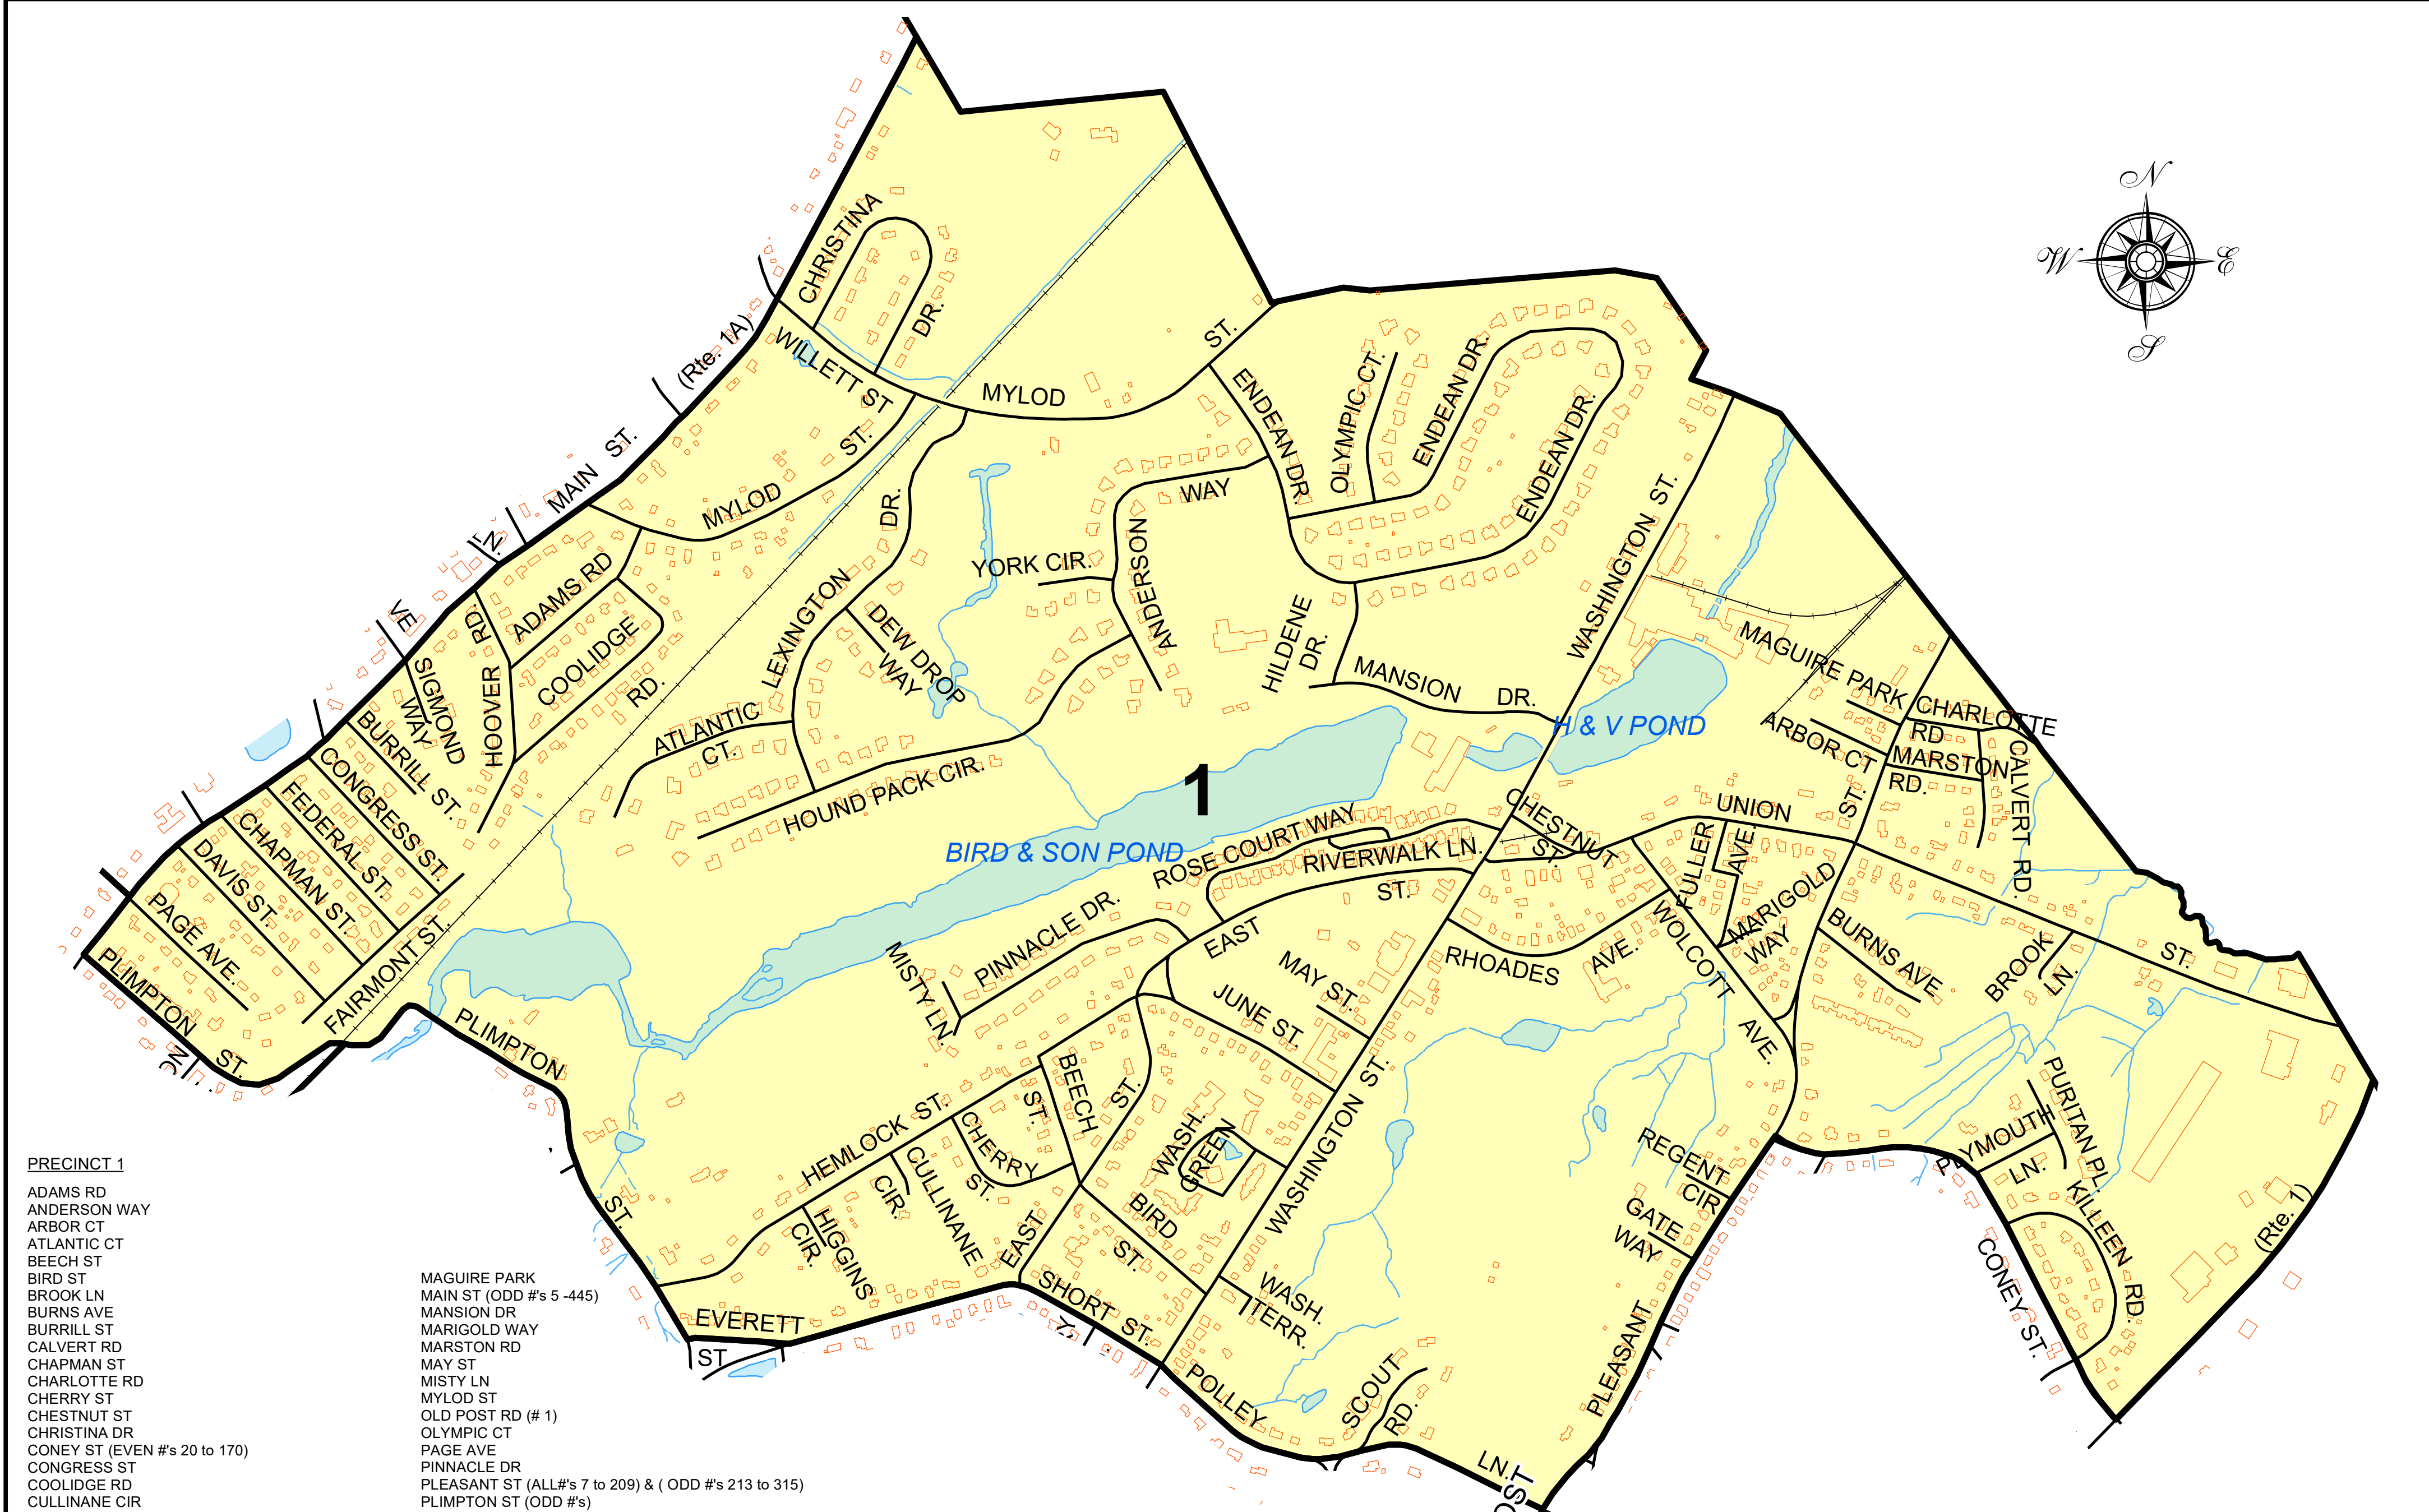 N
W
E
S
CHRISTINA
DR.
(Rte. 1A)
WILLETT ST
MYLOD
ST.
MAIN ST.
MYLOD
ST.
LN.
VE
ADAMS RD
HOOVER
RD.
COOLIDGE
RD.
SIGMOND
WAY
BURRILL ST.
CONGRESS ST.
FEDERAL ST.
CHAPMAN ST.
DAVIS ST.
PAGE AVE.
PLIMPTON
ST.
FAIRMONT ST.
PLIMPTON
ST.
LEXINGTON
DR.
DEW DROP
WAY
ATLANTIC
CT.
HOUND PACK CIR.
YORK CIR.
ANDERSON
WAY
ENDEAN DR.
OLYMPIC CT.
ENDEAN DR.
ENDEAN DR.
HILDENE
DR.
MANSION DR.
WASHINGTON ST.
H & V POND
BIRD & SON POND
1
MAGUIRE PARK
CHARLOTTE
RD
ARBOR CT
MARSTON
RD.
CALVERT RD.
UNION
ST.
CHESTNUT
ST.
FULLER
AVE.
MARIGOLD
WAY
WOLCOTT
AVE.
RHOADES
AVE.
BURNS AVE
BROOK
LN.
ST.
ROSE COURT WAY
RIVERWALK LN.
EAST
ST.
PINNACLE DR.
MISTY LN.
MAY ST.
JUNE ST.
WASHINGTON ST.
HEMLOCK ST.
BEECH
ST.
CHERRY
ST.
CULLINANE
CIR.
HIGGINS
CIR.
EAST
ST.
WASH.
GREEN
BIRD
ST.
WASH.
TERR.
EVERETT
ST
SHORT ST.
POLLEY
LN.
SCOUT
RD.
PLEASANT
REGENT
CIR
GATE
WAY
PLYMOUTH
LN.
PURITAN PL.
KILLEEN RD.
CONEY ST.
(Rte. 1)
OST
PRECINCT 1
ADAMS RD
ANDERSON WAY
ARBOR CT
ATLANTIC CT
BEECH ST
BIRD ST
BROOK LN
BURNS AVE
BURRILL ST
CALVERT RD
CHAPMAN ST
CHARLOTTE RD
CHERRY ST
CHESTNUT ST
CHRISTINA DR
CONEY ST (EVEN #'s 20 to 170)
CONGRESS ST
COOLIDGE RD
CULLINANE CIR
MAGUIRE PARK
MAIN ST (ODD #'s 5 -445)
MANSION DR
MARIGOLD WAY
MARSTON RD
MAY ST
MISTY LN
MYLOD ST
OLD POST RD (# 1)
OLYMPIC CT
PAGE AVE
PINNACLE DR
PLEASANT ST (ALL#'s 7 to 209) & ( ODD #'s 213 to 315)
PLIMPTON ST (ODD #'s)